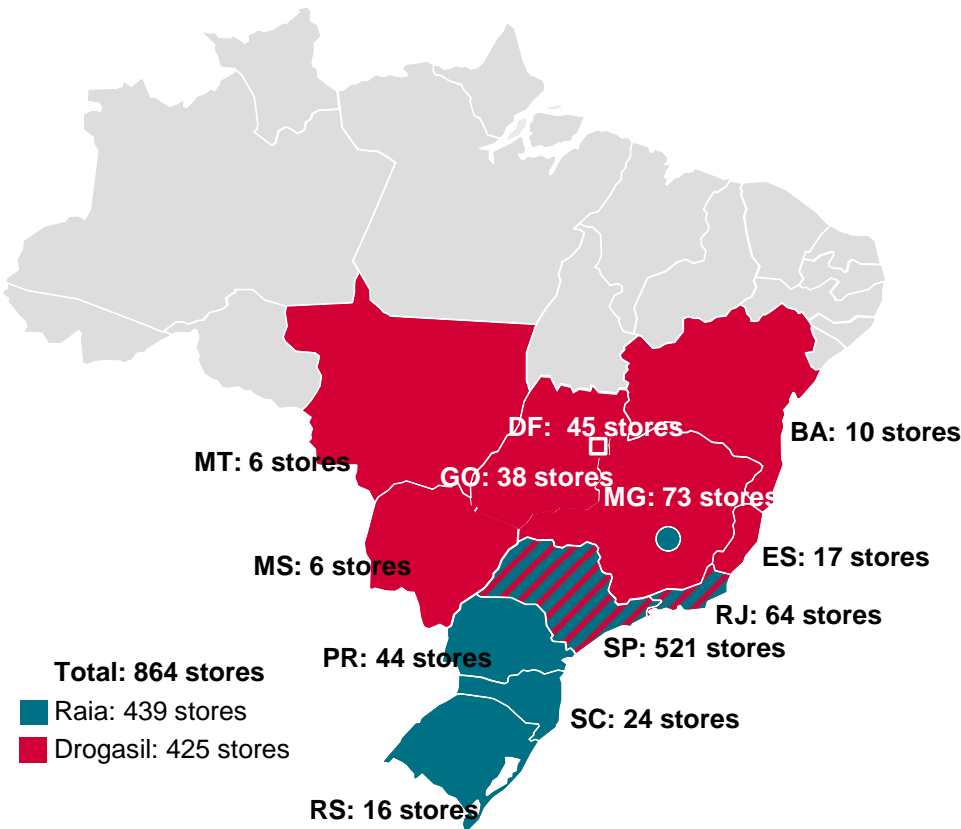 DF:  45 stores
BA: 10 stores
MT: 6 stores
GO: 38 stores
MG: 73 stores
MS: 6 stores
ES: 17 stores
RJ: 64 stores
SP: 521 stores
PR: 44 stores
SC: 24 stores
RS: 16 stores
Total: 864 stores
Raia: 439 stores
Drogasil: 425 stores